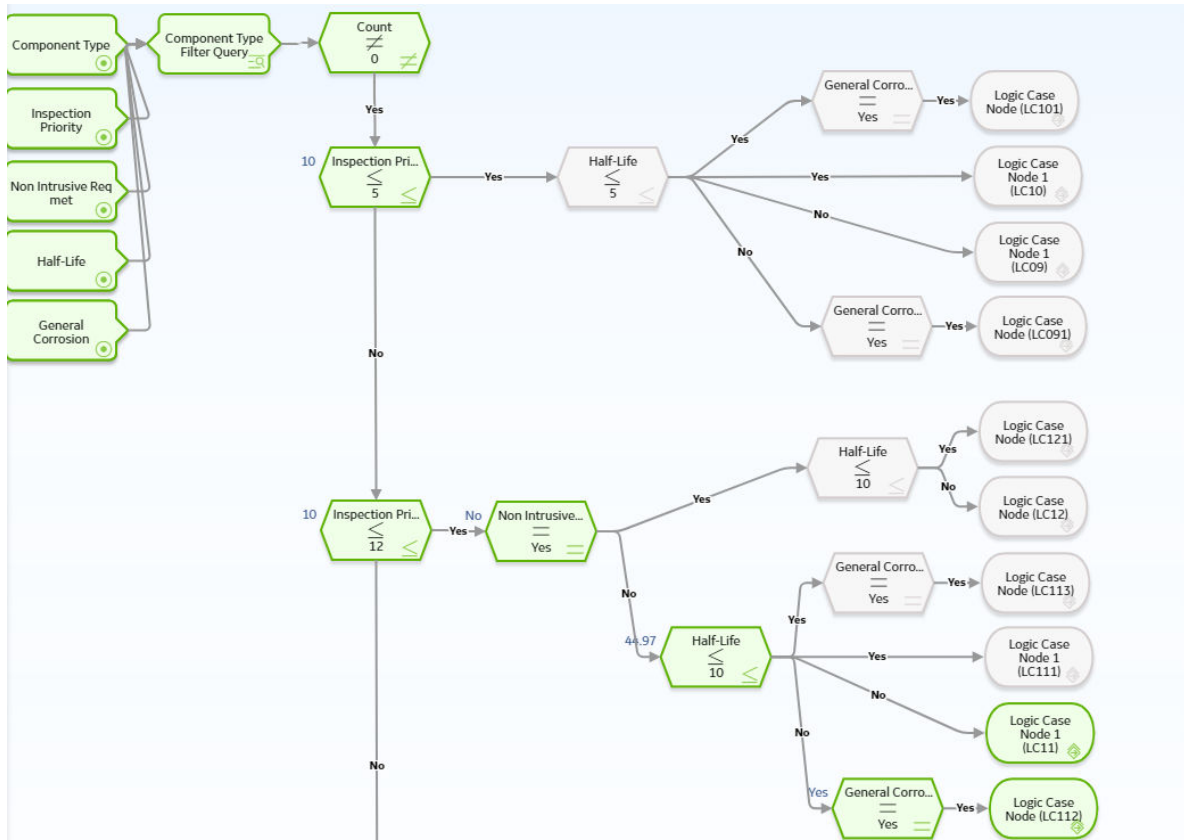 Component Type
Component Type
Filter Query
Count
≠
0
Inspection
Priority
Non Intrusive Req
met
Half-Life
General
Corrosion
Yes
10
Inspection Pri...
≤
5
Yes
Half-Life
≤
5
Yes
General Corro...
=
Yes
Yes
Logic Case
Node (LC101)
Yes
Logic Case
Node 1
(LC10)
No
Logic Case
Node 1
(LC09)
No
General Corro...
=
Yes
Yes
Logic Case
Node (LC091)
No
10
Inspection Pri...
≤
12
Yes
No
Non Intrusive...
=
Yes
Yes
Half-Life
≤
10
Yes
Logic Case
Node (LC121)
No
Logic Case
Node (LC12)
No
44.97
Half-Life
≤
10
Yes
General Corro...
=
Yes
Yes
Logic Case
Node (LC113)
Yes
Logic Case
Node 1
(LC111)
No
Logic Case
Node 1
(LC11)
No
Yes
General Corro...
=
Yes
Yes
Logic Case
Node (LC112)
No